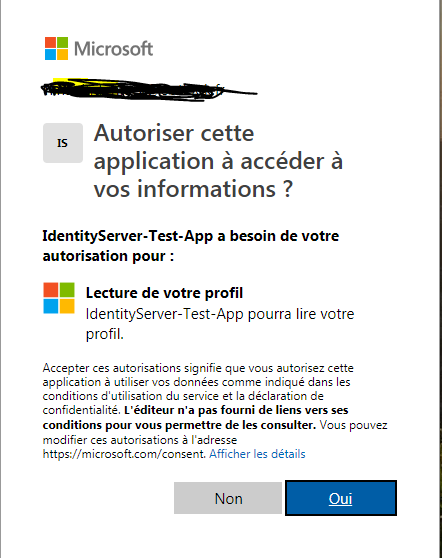 Microsoft
IS
Autoriser cette
application à accéder à
vos informations ?
IdentityServer-Test-App a besoin de votre
autorisation pour :
Lecture de votre profil
IdentityServer-Test-App pourra lire votre
profil.
Accepter ces autorisations signifie que vous autorisez cette
application à utiliser vos données comme indiqué dans les
conditions d'utilisation du service et la déclaration de
confidentialité. L'éditeur n'a pas fourni de liens vers ses
conditions pour vous permettre de les consulter. Vous pouvez
modifier ces autorisations à l'adresse
https://microsoft.com/consent. Afficher les détails
Non
Oui